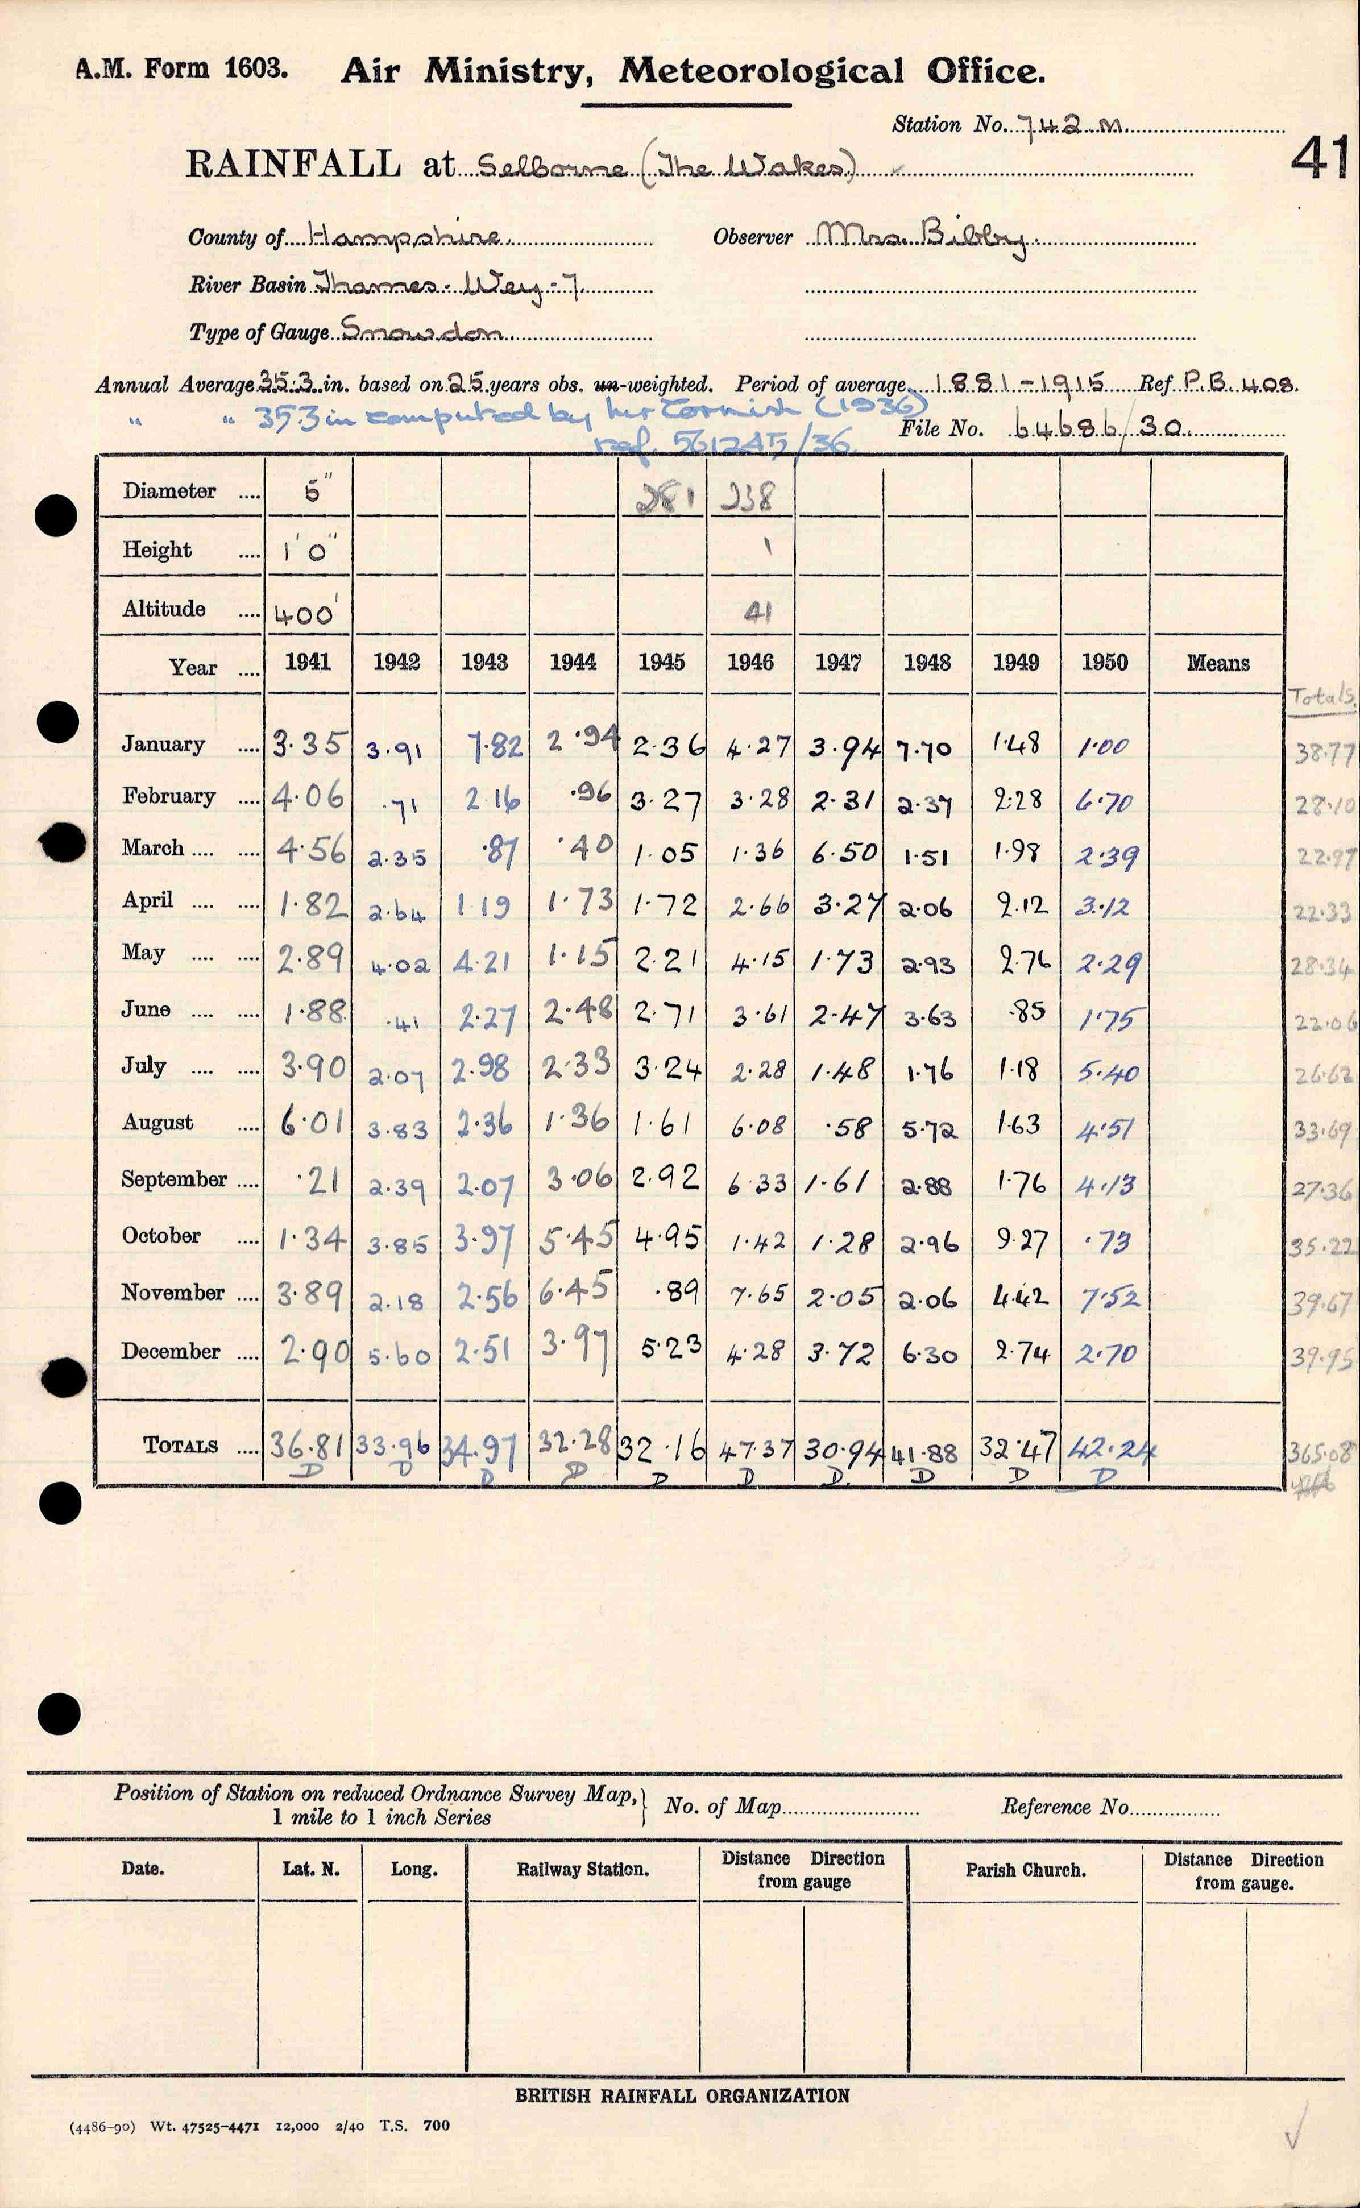 A.M. Form 1603. Air Ministry, Meteorological Office.
Station No. 742 M
41
RAINFALL at Selborne (The Wakes)
County of Hampshire Observer Mrs. Bibby
River Basin Thames - Wey - 7
Type of Gauge Snowdon
Annual Average 35.3 in. based on 25 years obs. un-weighted. Period of average 1881-1915 Ref P.B. 408.
" " 35.3 in computed by Mr Cornish (1936)
ref. 561245/36
File No. 64686/30
Diameter .... 5" 281 238
Height .... 1' 0" 1
Altitude .... 400' 41
Year .... 1941 1942 1943 1944 1945 1946 1947 1948 1949 1950 Means Totals
January .... 3.35 3.91 7.82 2.94 2.36 4.27 3.94 7.70 1.48 1.00 38.77
February .... 4.06 .71 2.16 .96 3.27 3.28 2.31 2.37 2.28 6.70 28.10
March .... .... 4.56 2.35 .87 .40 1.05 1.36 6.50 1.51 1.98 2.39 22.97
April .... .... 1.82 2.64 1.19 1.73 1.72 2.66 3.27 2.06 2.12 3.12 22.33
May .... .... 2.89 4.02 4.21 1.15 2.21 4.15 1.73 2.93 2.76 2.29 28.34
June .... .... 1.88 .41 2.27 2.48 2.71 3.61 2.47 3.63 .85 1.75 22.06
July .... .... 3.90 2.07 2.98 2.33 3.24 2.28 1.48 1.76 1.18 5.40 26.62
August .... 6.01 3.83 2.36 1.36 1.61 6.08 .58 5.72 1.63 4.51 33.69
September .... .21 2.39 2.07 3.06 2.92 6.33 1.61 2.88 1.76 4.13 27.36
October .... 1.34 3.85 3.97 5.45 4.95 1.42 1.28 2.96 9.27 .73 35.22
November .... 3.89 2.18 2.56 6.45 .89 7.65 2.05 2.06 4.42 7.52 39.67
December .... 2.90 5.60 2.51 3.97 5.23 4.28 3.72 6.30 2.74 2.70 39.95
TOTALS .... 36.81 33.96 34.97 32.28 32.16 47.37 30.94 41.88 32.47 42.24 365.08
D D D D D D D D D D
Position of Station on reduced Ordnance Survey Map, 1 mile to 1 inch Series } No. of Map Reference No.
Date. Lat. N. Long. Railway Station. Distance Direction from gauge Parish Church. Distance Direction from gauge.
BRITISH RAINFALL ORGANIZATION
(4486-90) Wt. 47525-4471 12,000 2/40 T.S. 700